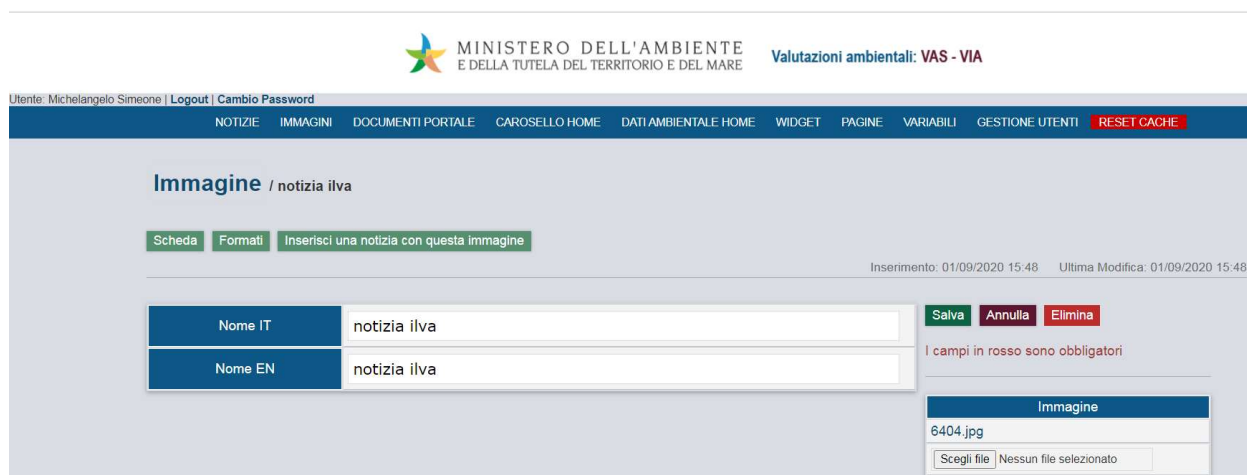 MINISTERO DELL'AMBIENTE
E DELLA TUTELA DEL TERRITORIO E DEL MARE
Valutazioni ambientali: VAS - VIA
Utente: Michelangelo Simeone | Logout | Cambio Password
NOTIZIE IMMAGINI DOCUMENTI PORTALE CAROSELLO HOME DATI AMBIENTALE HOME WIDGET PAGINE VARIABILI GESTIONE UTENTI RESET CACHE
Immagine / notizia ilva
Scheda Formati Inserisci una notizia con questa immagine
Inserimento: 01/09/2020 15:48 Ultima Modifica: 01/09/2020 15:48
Nome IT notizia ilva
Nome EN notizia ilva
Salva Annulla Elimina
I campi in rosso sono obbligatori
Immagine
6404.jpg
Scegli file Nessun file selezionato